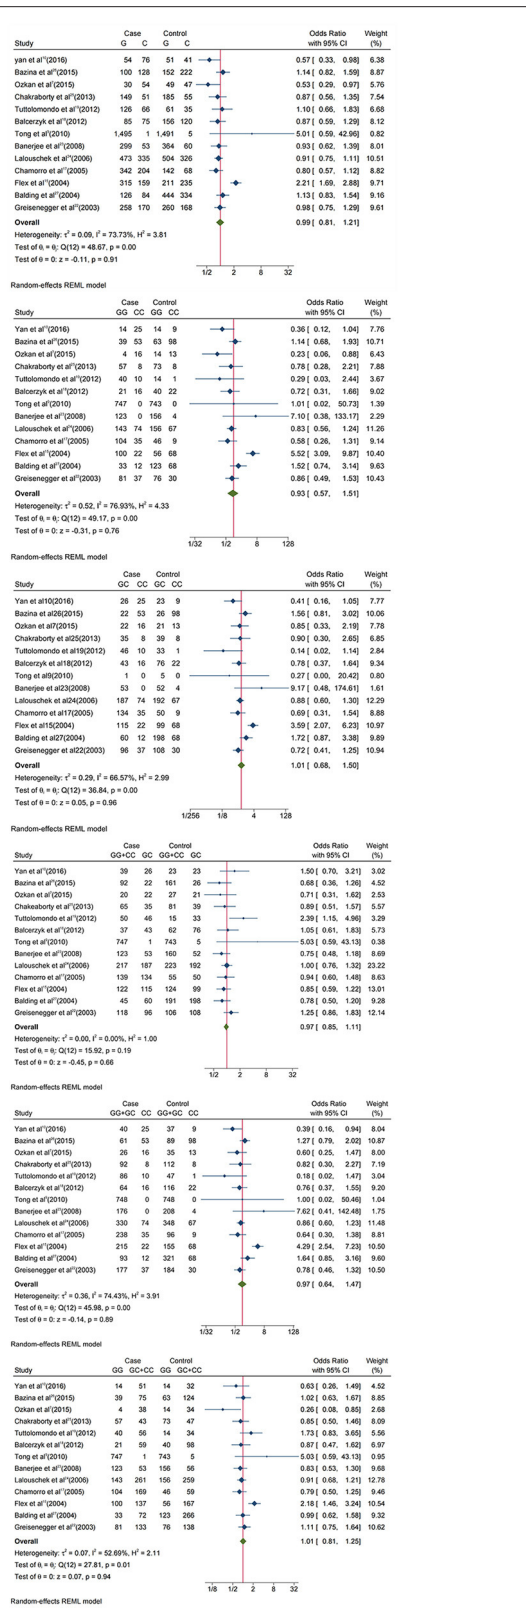 Case Control Odds Ratio Weight
Study G C G C with 95% CI (%)
yan et al (2016) 54 76 51 41 0.57 [ 0.33, 0.98] 6.38
Bazina et al (2015) 100 128 152 222 1.14 [ 0.82, 1.59] 8.87
Ozkan et al (2015) 30 54 49 47 0.53 [ 0.29, 0.97] 5.76
Chakraborty et al (2013) 149 51 185 55 0.87 [ 0.56, 1.35] 7.54
Tuttolomondo et al (2012) 126 66 61 35 1.10 [ 0.66, 1.83] 6.68
Balcerzyk et al (2012) 85 75 156 120 0.87 [ 0.59, 1.29] 8.12
Tong et al (2010) 1,495 1 1,491 5 5.01 [ 0.59, 42.96] 0.82
Banerjee et al (2008) 299 53 364 60 0.93 [ 0.62, 1.39] 8.01
Lalouschek et al (2006) 473 335 504 326 0.91 [ 0.75, 1.11] 10.51
Chamorro et al (2005) 342 204 142 68 0.80 [ 0.57, 1.12] 8.82
Flex et al (2004) 315 159 211 235 2.21 [ 1.69, 2.88] 9.71
Balding et al (2004) 126 84 444 334 1.13 [ 0.83, 1.54] 9.16
Greisenegger et al (2003) 258 170 260 168 0.98 [ 0.75, 1.29] 9.61
Overall 0.99 [ 0.81, 1.21]
Heterogeneity: τ² = 0.09, I² = 73.73%, H² = 3.81
Test of θi = θj: Q(12) = 48.67, p = 0.00
Test of θ = 0: z = -0.11, p = 0.91
1/2 2 8 32
Random-effects REML model
Case Control Odds Ratio Weight
Study GG CC GG CC with 95% CI (%)
Yan et al (2016) 14 25 14 9 0.36 [ 0.12, 1.04] 7.76
Bazina et al (2015) 39 53 63 98 1.14 [ 0.68, 1.93] 10.71
Ozkan et al (2015) 4 16 14 13 0.23 [ 0.06, 0.88] 6.43
Chakraborty et al (2013) 57 8 73 8 0.78 [ 0.28, 2.21] 7.88
Tuttolomondo et al (2012) 40 10 14 1 0.29 [ 0.03, 2.44] 3.67
Balcerzyk et al (2012) 21 16 40 22 0.72 [ 0.31, 1.66] 9.02
Tong et al (2010) 747 0 743 0 1.01 [ 0.02, 50.73] 1.39
Banerjee et al (2008) 123 0 156 4 7.10 [ 0.38, 133.17] 2.29
Lalouschek et al (2006) 143 74 156 67 0.83 [ 0.56, 1.24] 11.26
Chamorro et al (2005) 104 35 46 9 0.58 [ 0.26, 1.31] 9.14
Flex et al (2004) 100 22 56 68 5.52 [ 3.09, 9.87] 10.40
Balding et al (2004) 33 12 123 68 1.52 [ 0.74, 3.14] 9.63
Greisenegger et al (2003) 81 37 76 30 0.86 [ 0.49, 1.53] 10.43
Overall 0.93 [ 0.57, 1.51]
Heterogeneity: τ² = 0.52, I² = 76.93%, H² = 4.33
Test of θi = θj: Q(12) = 49.17, p = 0.00
Test of θ = 0: z = -0.31, p = 0.76
1/32 1/2 8 128
Random-effects REML model
Case Control Odds Ratio Weight
Study GC CC GC CC with 95% CI (%)
Yan et al10(2016) 26 25 23 9 0.41 [ 0.16, 1.05] 7.77
Bazina et al26(2015) 22 53 26 98 1.56 [ 0.81, 3.02] 10.06
Ozkan et al7(2015) 22 16 21 13 0.85 [ 0.33, 2.19] 7.78
Chakraborty et al25(2013) 35 8 39 8 0.90 [ 0.30, 2.65] 6.85
Tuttolomondo et al19(2012) 46 10 33 1 0.14 [ 0.02, 1.14] 2.84
Balcerzyk et al18(2012) 43 16 76 22 0.78 [ 0.37, 1.64] 9.34
Tong et al9(2010) 1 0 5 0 0.27 [ 0.00, 20.42] 0.80
Banerjee et al23(2008) 53 0 52 4 9.17 [ 0.48, 174.61] 1.61
Lalouschek et al24(2006) 187 74 192 67 0.88 [ 0.60, 1.30] 12.29
Chamorro et al17(2005) 134 35 50 9 0.69 [ 0.31, 1.54] 8.88
Flex et al15(2004) 115 22 99 68 3.59 [ 2.07, 6.23] 10.97
Balding et al27(2004) 60 12 198 68 1.72 [ 0.87, 3.38] 9.89
Greisenegger et al22(2003) 96 37 108 30 0.72 [ 0.41, 1.25] 10.94
Overall 1.01 [ 0.68, 1.50]
Heterogeneity: τ² = 0.29, I² = 66.57%, H² = 2.99
Test of θi = θj: Q(12) = 36.84, p = 0.00
Test of θ = 0: z = 0.05, p = 0.96
1/256 1/8 4 128
Random-effects REML model
Case Control Odds Ratio Weight
Study GG+CC GC GG+CC GC with 95% CI (%)
Yan et al (2016) 39 26 23 23 1.50 [ 0.70, 3.21] 3.02
Bazina et al (2015) 92 22 161 26 0.68 [ 0.36, 1.26] 4.52
Ozkan et al (2015) 20 22 27 21 0.71 [ 0.31, 1.62] 2.53
Chakeaborty et al (2013) 65 35 81 39 0.89 [ 0.51, 1.57] 5.57
Tuttolomondo et al (2012) 50 46 15 33 2.39 [ 1.15, 4.96] 3.29
Balcerzyk et al (2012) 37 43 62 76 1.05 [ 0.61, 1.83] 5.73
Tong et al (2010) 747 1 743 5 5.03 [ 0.59, 43.13] 0.38
Banerjee et al (2008) 123 53 160 52 0.75 [ 0.48, 1.18] 8.69
Lalouschek et al (2006) 217 187 223 192 1.00 [ 0.76, 1.32] 23.22
Chamorro et al (2005) 139 134 55 50 0.94 [ 0.60, 1.48] 8.63
Flex et al (2004) 122 115 124 99 0.85 [ 0.59, 1.22] 13.01
Balding et al (2004) 45 60 191 198 0.78 [ 0.50, 1.20] 9.28
Greisenegger et al (2003) 118 96 106 108 1.25 [ 0.86, 1.83] 12.14
Overall 0.97 [ 0.85, 1.11]
Heterogeneity: τ² = 0.00, I² = 0.00%, H² = 1.00
Test of θi = θj: Q(12) = 15.92, p = 0.19
Test of θ = 0: z = -0.45, p = 0.66
1/2 2 8 32
Random-effects REML model
Case Control Odds Ratio Weight
Study GG+GC CC GG+GC CC with 95% CI (%)
Yan et al (2016) 40 25 37 9 0.39 [ 0.16, 0.94] 8.04
Bazina et al (2015) 61 53 89 98 1.27 [ 0.79, 2.02] 10.87
Ozkan et al (2015) 26 16 35 13 0.60 [ 0.25, 1.47] 8.00
Chakraborty et al (2013) 92 8 112 8 0.82 [ 0.30, 2.27] 7.19
Tuttolomondo et al (2012) 86 10 47 1 0.18 [ 0.02, 1.47] 3.04
Balcerzyk et al (2012) 64 16 116 22 0.76 [ 0.37, 1.55] 9.20
Tong et al (2010) 748 0 748 0 1.00 [ 0.02, 50.46] 1.04
Banerjee et al (2008) 176 0 208 4 7.62 [ 0.41, 142.48] 1.75
Lalouschek et al (2006) 330 74 348 67 0.86 [ 0.60, 1.23] 11.48
Chamorro et al (2005) 238 35 96 9 0.64 [ 0.30, 1.38] 8.81
Flex et al (2004) 215 22 155 68 4.29 [ 2.54, 7.23] 10.50
Balding et al (2004) 93 12 321 68 1.64 [ 0.85, 3.16] 9.60
Greisenegger et al (2003) 177 37 184 30 0.78 [ 0.46, 1.32] 10.50
Overall 0.97 [ 0.64, 1.47]
Heterogeneity: τ² = 0.36, I² = 74.43%, H² = 3.91
Test of θi = θj: Q(12) = 45.98, p = 0.00
Test of θ = 0: z = -0.14, p = 0.89
1/32 1/2 8 128
Random-effects REML model
Case Control Odds Ratio Weight
Study GG GC+CC GG GC+CC with 95% CI (%)
Yan et al (2016) 14 51 14 32 0.63 [ 0.26, 1.49] 4.52
Bazina et al (2015) 39 75 63 124 1.02 [ 0.63, 1.67] 8.85
Ozkan et al (2015) 4 38 14 34 0.26 [ 0.08, 0.85] 2.68
Chakraborty et al (2013) 57 43 73 47 0.85 [ 0.50, 1.46] 8.09
Tuttolomondo et al (2012) 40 56 14 34 1.73 [ 0.83, 3.65] 5.56
Balcerzyk et al (2012) 21 59 40 98 0.87 [ 0.47, 1.62] 6.97
Tong et al (2010) 747 1 743 5 5.03 [ 0.59, 43.13] 0.95
Banerjee et al (2008) 123 53 156 56 0.83 [ 0.53, 1.30] 9.68
Lalouschek et al (2006) 143 261 156 259 0.91 [ 0.68, 1.21] 12.78
Chamorro et al (2005) 104 169 46 59 0.79 [ 0.50, 1.25] 9.46
Flex et al (2004) 100 137 56 167 2.18 [ 1.46, 3.24] 10.54
Balding et al (2004) 33 72 123 266 0.99 [ 0.62, 1.58] 9.32
Greisenegger et al (2003) 81 133 76 138 1.11 [ 0.75, 1.64] 10.62
Overall 1.01 [ 0.81, 1.25]
Heterogeneity: τ² = 0.07, I² = 52.69%, H² = 2.11
Test of θi = θj: Q(12) = 27.81, p = 0.01
Test of θ = 0: z = 0.07, p = 0.94
1/8 1/2 2 8 32
Random-effects REML model